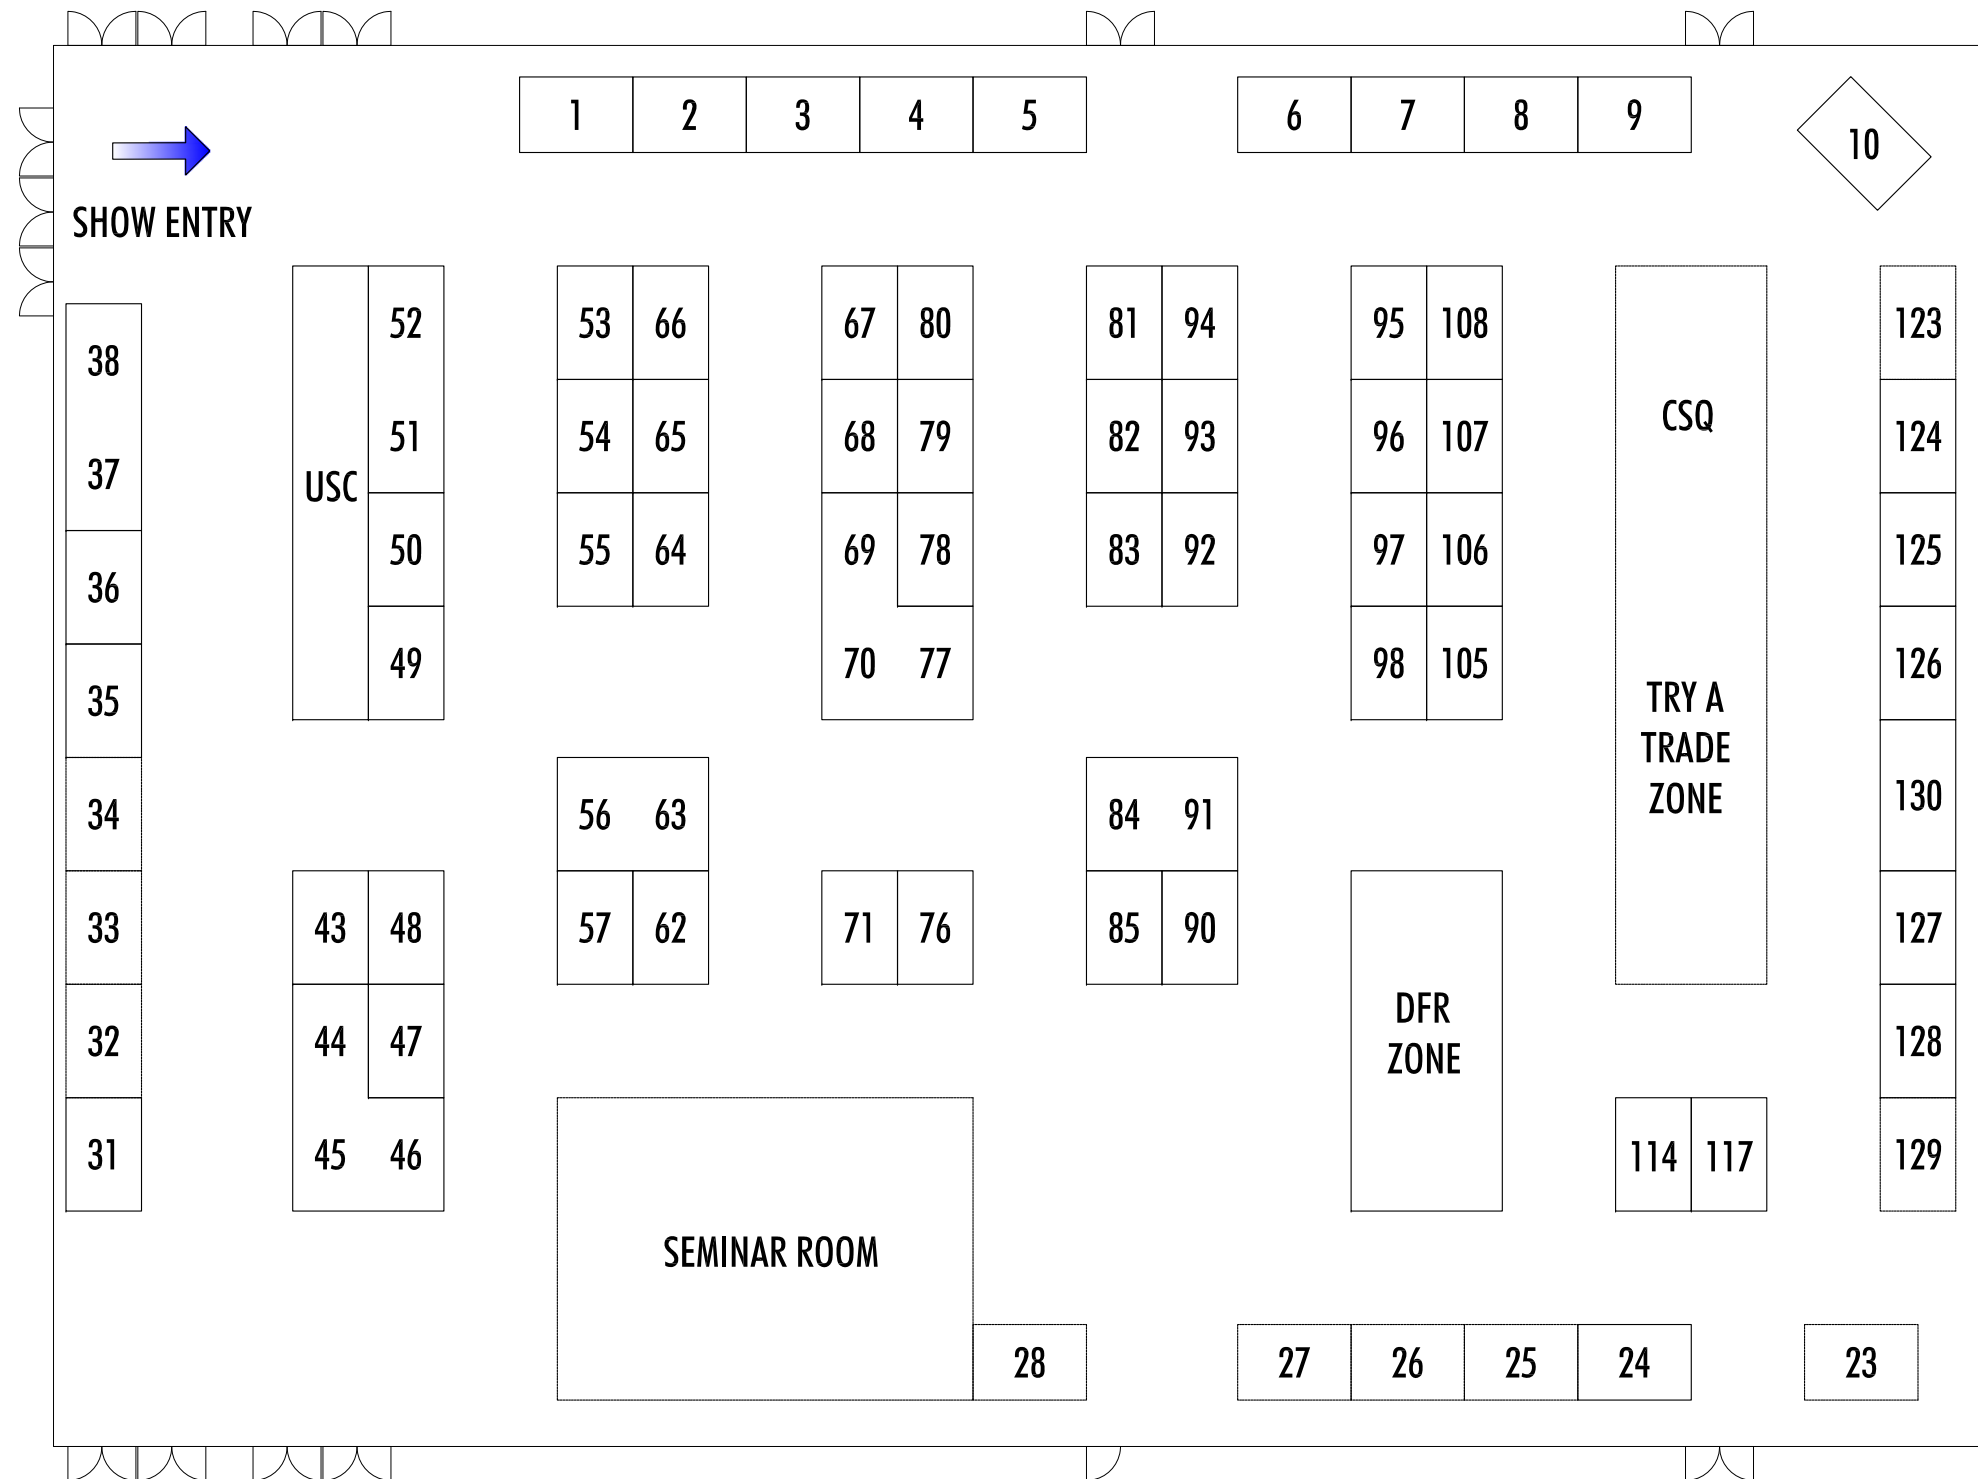 1 2 3 4 5 6 7 8 9
10
SHOW ENTRY
52 53 66 67 80 81 94 95 108 123
38
CSQ
51 54 65 68 79 82 93 96 107 124
37
USC
50 55 64 69 78 83 92 97 106 125
36
49 70 77 98 105 126
35
TRY A
TRADE
ZONE
130
34 56 63 84 91
33 43 48 57 62 71 76 85 90 127
DFR
ZONE
32 44 47 128
31 45 46 114 117 129
SEMINAR ROOM
28 27 26 25 24 23